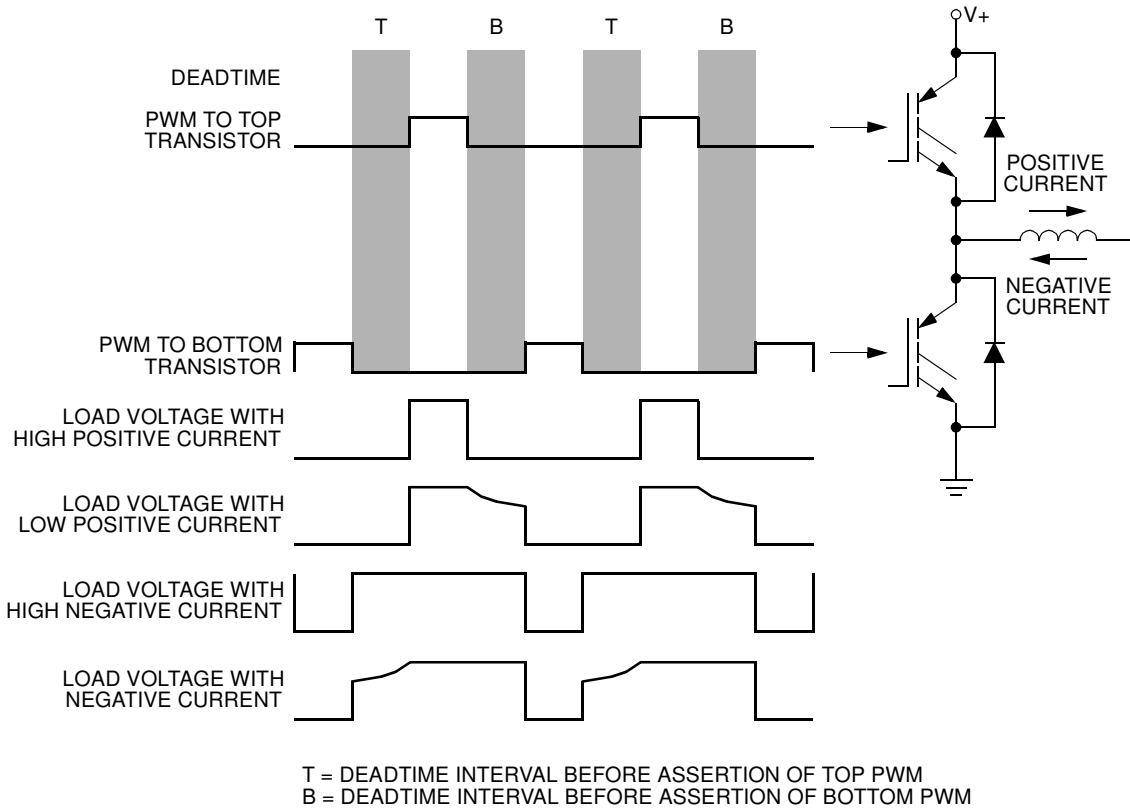 T B T B
V+
DEADTIME
PWM TO TOP
TRANSISTOR
POSITIVE
CURRENT
NEGATIVE
CURRENT
PWM TO BOTTOM
TRANSISTOR
LOAD VOLTAGE WITH
HIGH POSITIVE CURRENT
LOAD VOLTAGE WITH
LOW POSITIVE CURRENT
LOAD VOLTAGE WITH
HIGH NEGATIVE CURRENT
LOAD VOLTAGE WITH
NEGATIVE CURRENT
T = DEADTIME INTERVAL BEFORE ASSERTION OF TOP PWM
B = DEADTIME INTERVAL BEFORE ASSERTION OF BOTTOM PWM